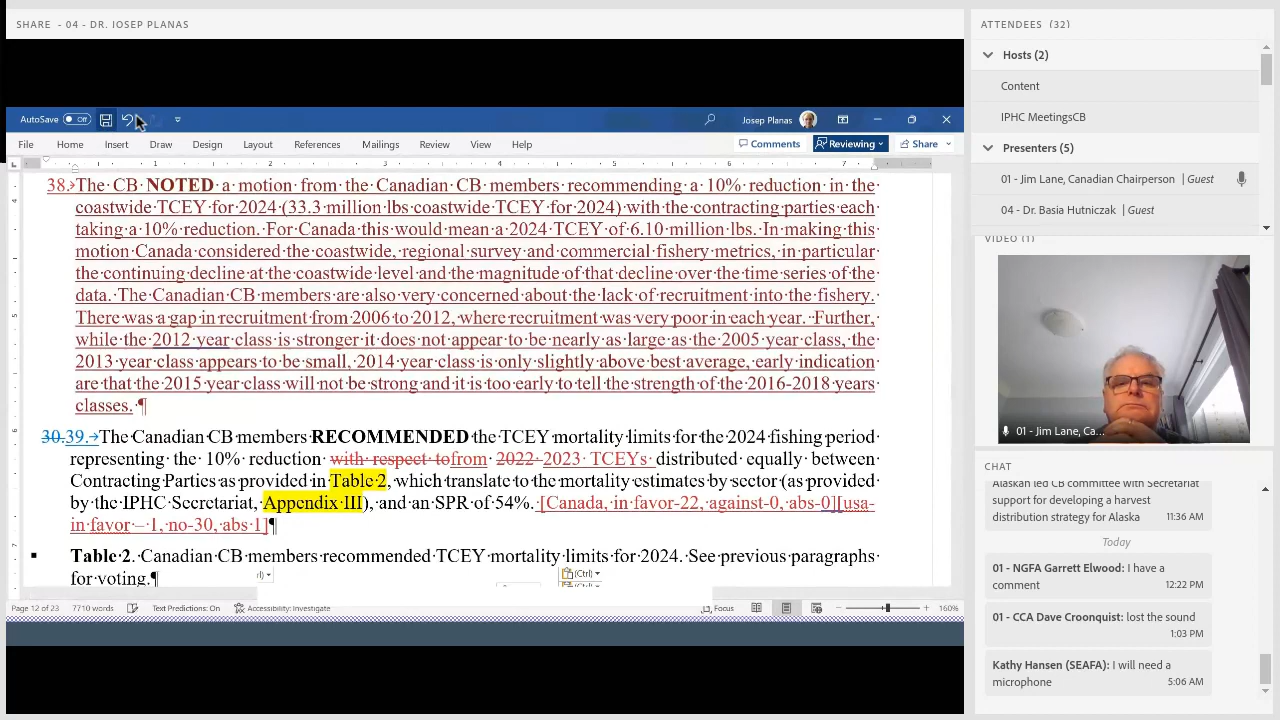 SHARE - 04 - DR. JOSEP PLANAS
AutoSave Off
Josep Planas
File Home Insert Draw Design Layout References Mailings Review View Help
Comments Reviewing Share
2 3 4 5 6 7
38. The CB NOTED a motion from the Canadian CB members recommending a 10% reduction in the
coastwide TCEY for 2024 (33.3 million lbs coastwide TCEY for 2024) with the contracting parties each
taking a 10% reduction. For Canada this would mean a 2024 TCEY of 6.10 million lbs. In making this
motion Canada considered the coastwide, regional survey and commercial fishery metrics, in particular
the continuing decline at the coastwide level and the magnitude of that decline over the time series of the
data. The Canadian CB members are also very concerned about the lack of recruitment into the fishery.
There was a gap in recruitment from 2006 to 2012, where recruitment was very poor in each year. Further,
while the 2012 year class is stronger it does not appear to be nearly as large as the 2005 year class, the
2013 year class appears to be small, 2014 year class is only slightly above best average, early indication
are that the 2015 year class will not be strong and it is too early to tell the strength of the 2016-2018 years
classes. ¶
30.39. The Canadian CB members RECOMMENDED the TCEY mortality limits for the 2024 fishing period
representing the 10% reduction with respect tofrom 2022 2023 TCEYs distributed equally between
Contracting Parties as provided in Table 2, which translate to the mortality estimates by sector (as provided
by the IPHC Secretariat, Appendix III), and an SPR of 54%. [Canada, in favor-22, against-0, abs-0][usa-
in favor – 1, no-30, abs 1]¶
Table 2. Canadian CB members recommended TCEY mortality limits for 2024. See previous paragraphs
for voting.¶
(Ctrl)
Page 12 of 23 7710 words Text Predictions: On Accessibility: Investigate Focus 160%
ATTENDEES (32)
Hosts (2)
Content
IPHC MeetingsCB
Presenters (5)
01 - Jim Lane, Canadian Chairperson | Guest
04 - Dr. Basia Hutniczak | Guest
VIDEO (1)
01 - Jim Lane, Ca...
CHAT
Alaskan led CB committee with Secretariat
support for developing a harvest
distribution strategy for Alaska 11:36 AM
Today
01 - NGFA Garrett Elwood: I have a
comment 12:22 PM
01 - CCA Dave Croonquist: lost the sound
1:03 PM
Kathy Hansen (SEAFA): I will need a
microphone 5:06 AM